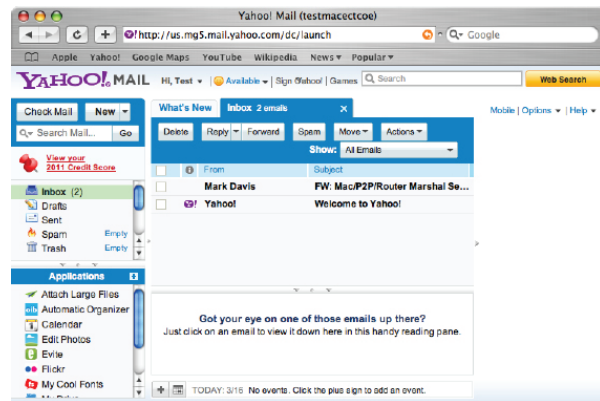 Yahoo! Mail (testmacectcoe)
http://us.mg5.mail.yahoo.com/dc/launch
Google
Apple Yahoo! Google Maps YouTube Wikipedia News Popular
YAHOO! MAIL Hi, Test Available Sign Games Search Web Search
Check Mail New What's New Inbox 2 emails x Mobile | Options | Help
Search Mail... Go Delete Reply Forward Spam Move Actions
Show: All Emails
View your
2011 Credit Score
From Subject
Inbox (2) Mark Davis FW: Mac/P2P/Router Marshal Se...
Drafts Yahoo! Welcome to Yahoo!
Sent
Spam Empty
Trash Empty
Applications
Attach Large Files
Automatic Organizer
Calendar
Edit Photos
Evite
Flickr
My Cool Fonts
Got your eye on one of those emails up there?
Just click on an email to view it down here in this handy reading pane.
TODAY: 3/16 No events. Click the plus sign to add an event.